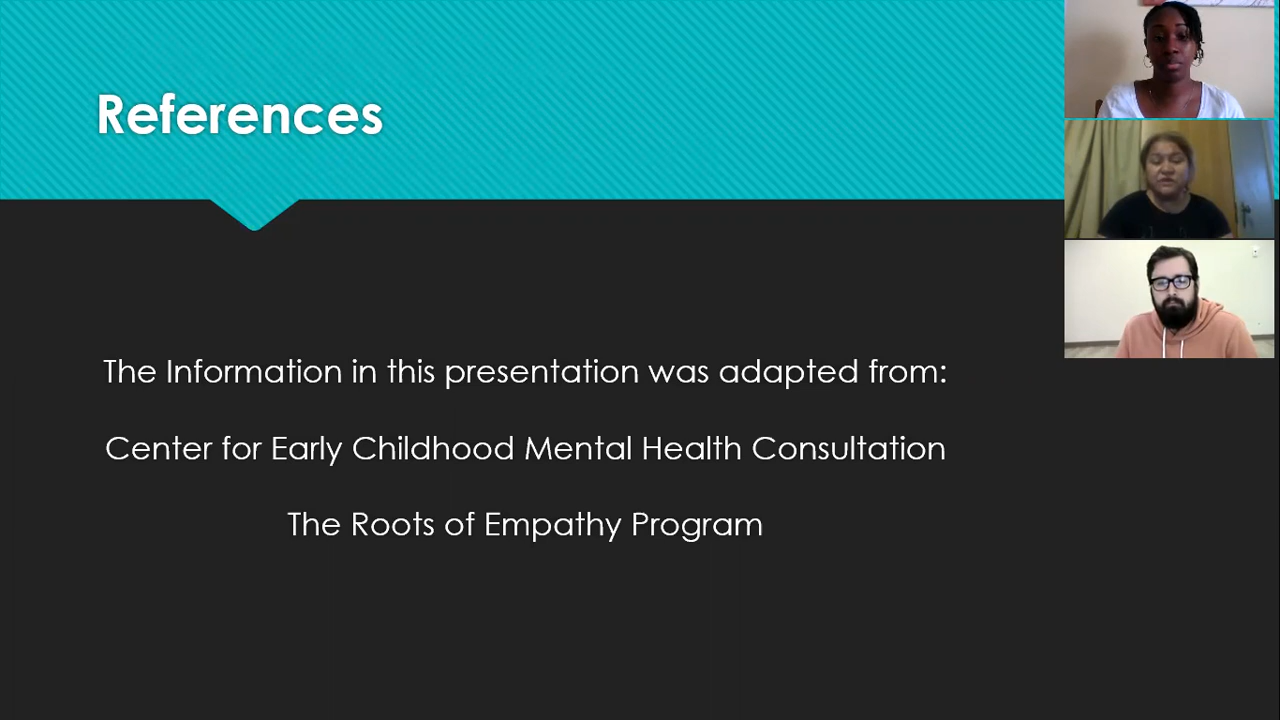 References
The Information in this presentation was adapted from:
Center for Early Childhood Mental Health Consultation
The Roots of Empathy Program